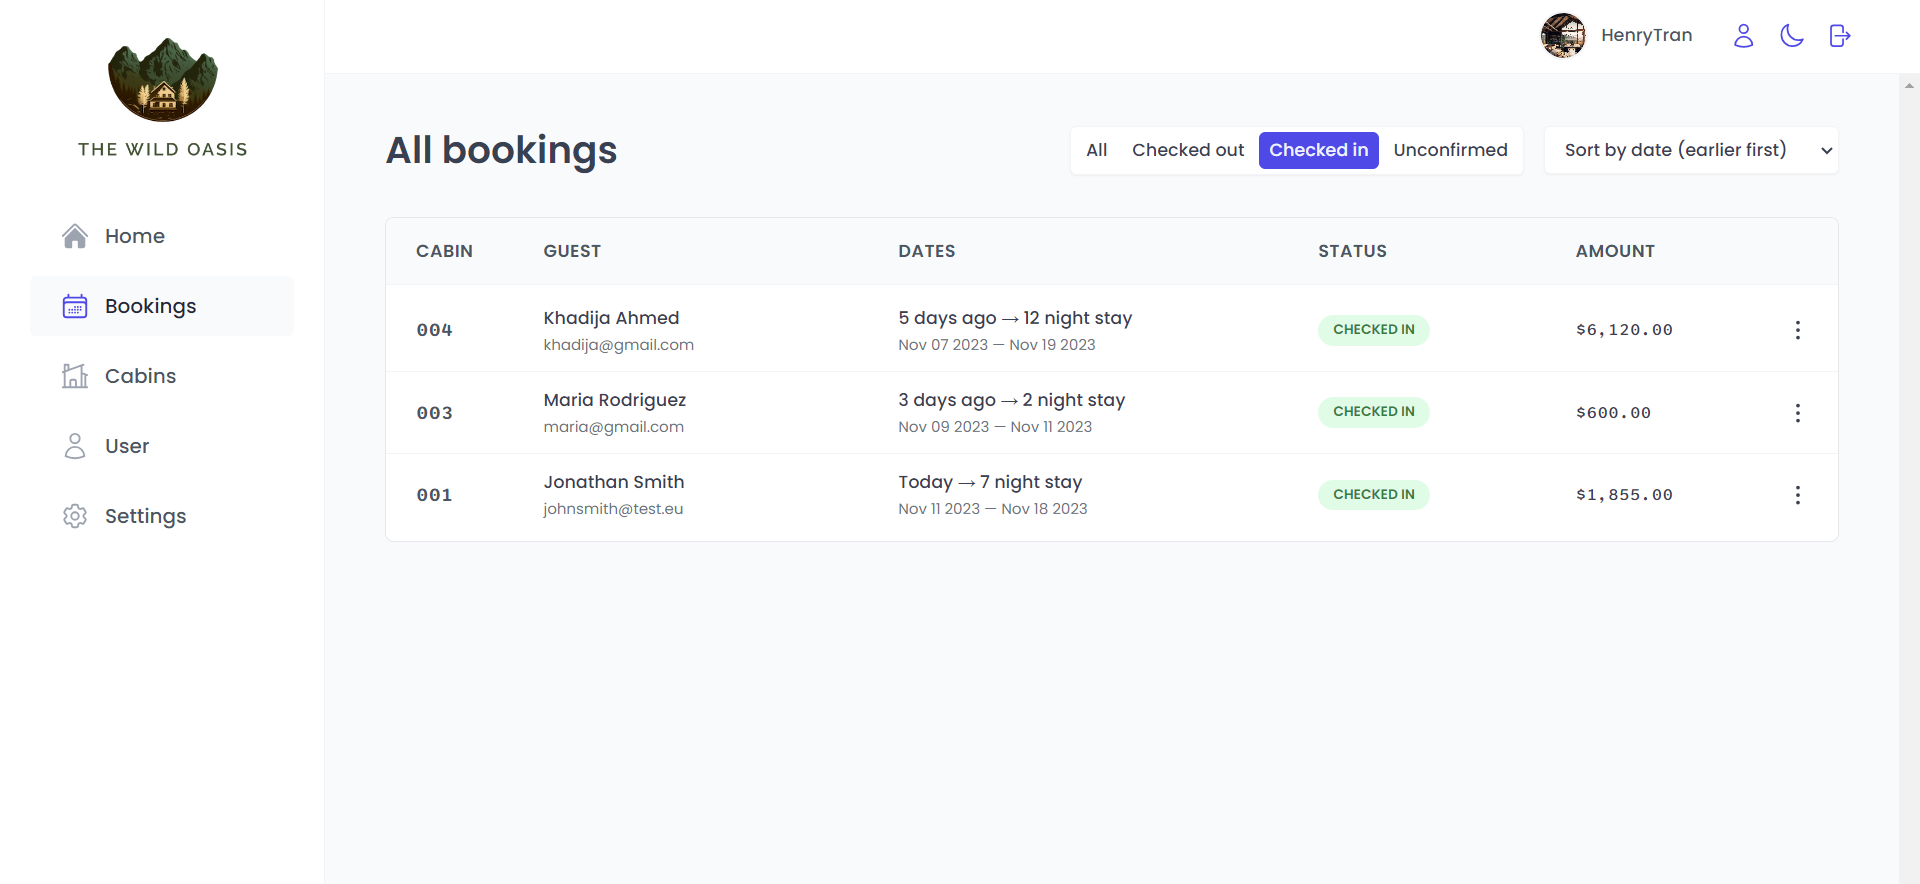 THE WILD OASIS
Home
Bookings
Cabins
User
Settings
HenryTran
All bookings
All Checked out Checked in Unconfirmed
Sort by date (earlier first)
CABIN GUEST DATES STATUS AMOUNT
004 Khadija Ahmed 5 days ago → 12 night stay CHECKED IN $6,120.00
khadija@gmail.com Nov 07 2023 — Nov 19 2023
003 Maria Rodriguez 3 days ago → 2 night stay CHECKED IN $600.00
maria@gmail.com Nov 09 2023 — Nov 11 2023
001 Jonathan Smith Today → 7 night stay CHECKED IN $1,855.00
johnsmith@test.eu Nov 11 2023 — Nov 18 2023